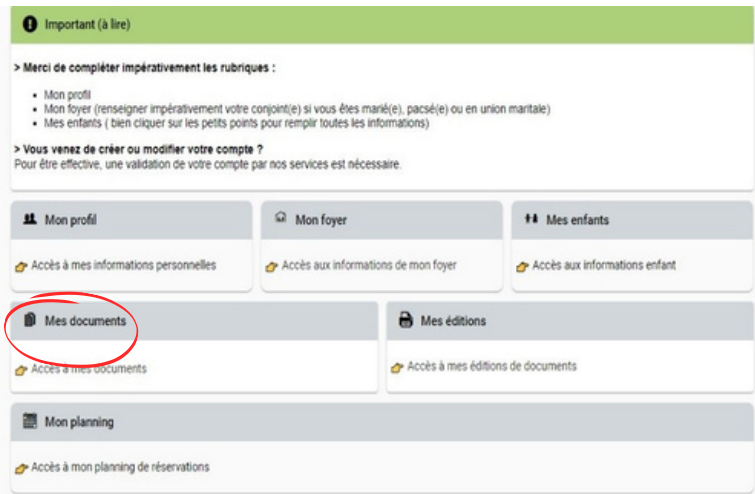 Important (à lire)
> Merci de compléter impérativement les rubriques :
• Mon profil
• Mon foyer (renseigner impérativement votre conjoint(e) si vous êtes marié(e), pacsé(e) ou en union maritale)
• Mes enfants ( bien cliquer sur les petits points pour remplir toutes les informations)
> Vous venez de créer ou modifier votre compte ?
Pour être effective, une validation de votre compte par nos services est nécessaire.
Mon profil
Accès à mes informations personnelles
Mon foyer
Accès aux informations de mon foyer
Mes enfants
Accès aux informations enfant
Mes documents
Accès à mes documents
Mes éditions
Accès à mes éditions de documents
Mon planning
Accès à mon planning de réservations